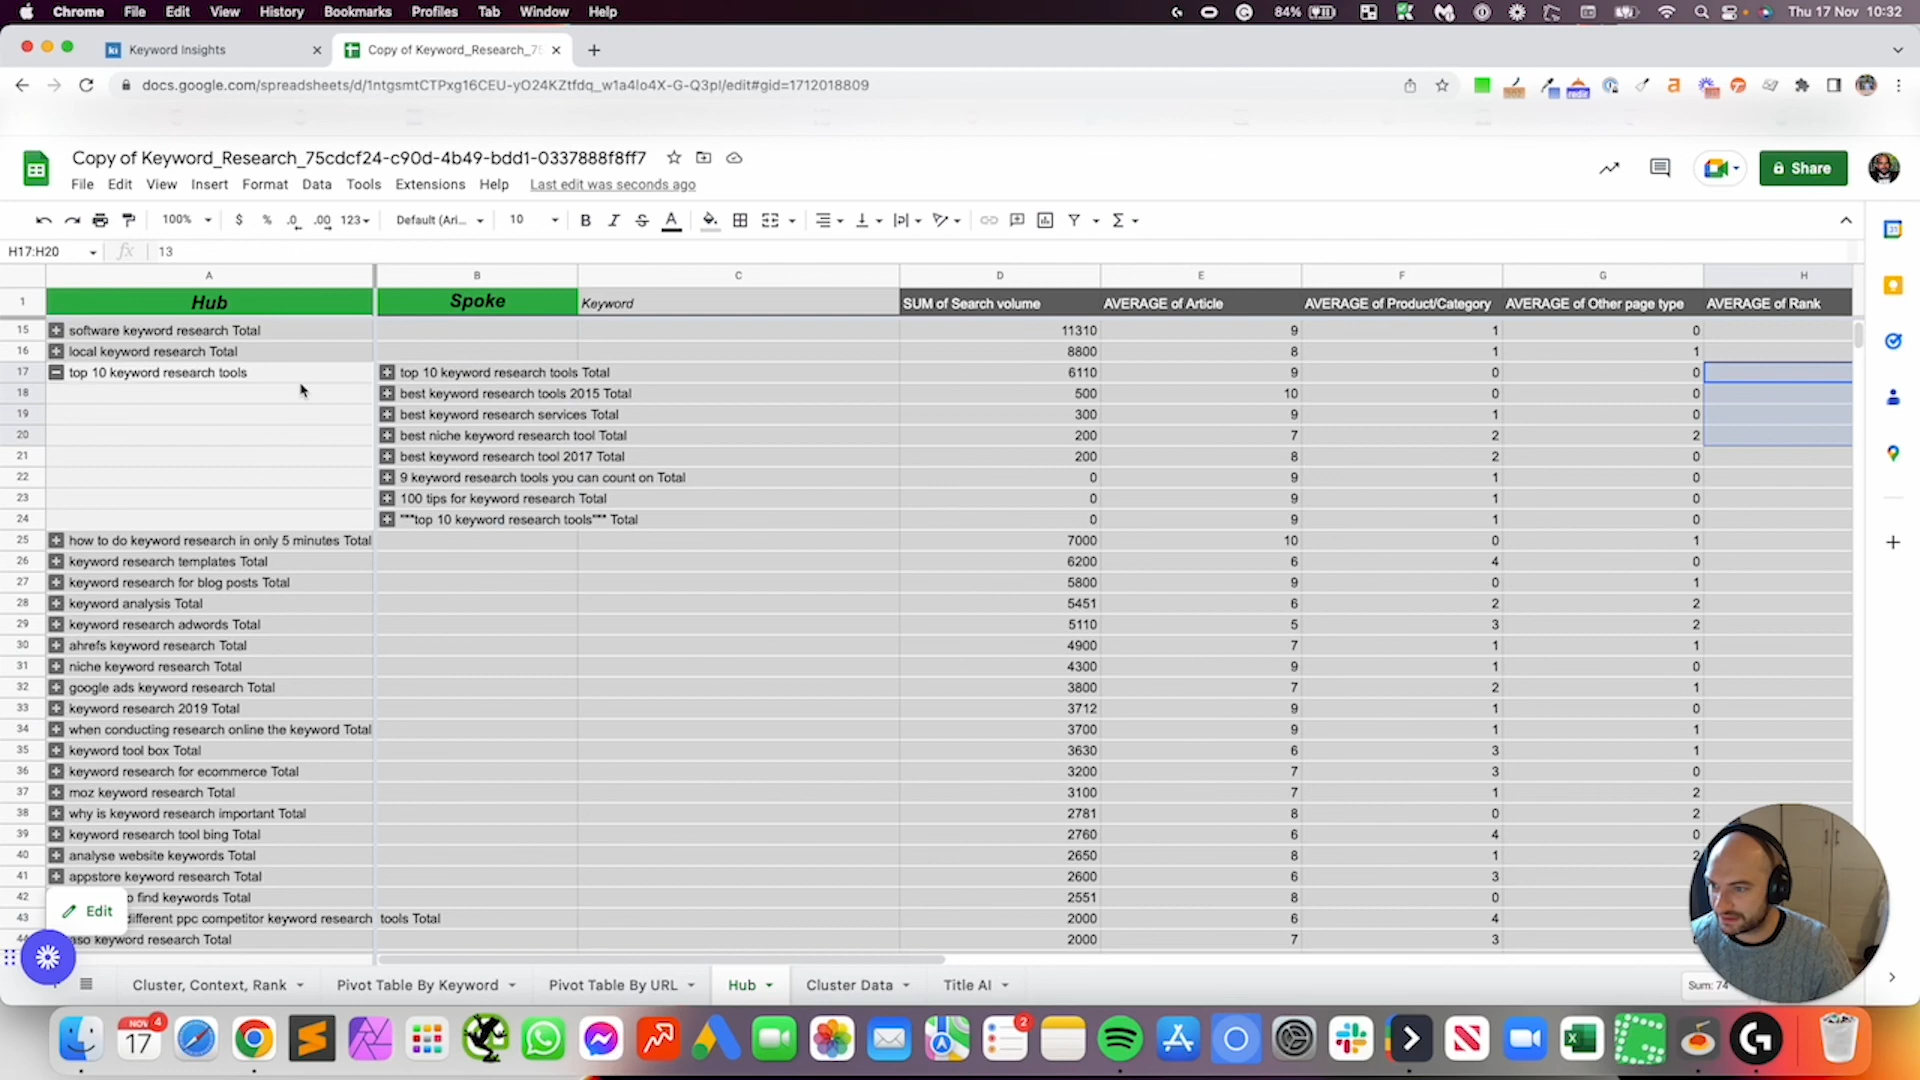 Chrome File Edit View History Bookmarks Profiles Tab Window Help 84% Thu 17 Nov 10:32
Keyword Insights Copy of Keyword_Research_75
docs.google.com/spreadsheets/d/1ntgsmtCTPxg16CEU-yO24KZtfdq_w1a4lo4X-G-Q3pI/edit#gid=1712018809
Copy of Keyword_Research_75cdcf24-c90d-4b49-bdd1-0337888f8ff7
File Edit View Insert Format Data Tools Extensions Help Last edit was seconds ago Share
100% $ % .0 .00 123 Default (Ari... 10 B I S A
H17:H20 fx 13
A B C D E F G H
1 Hub Spoke Keyword SUM of Search volume AVERAGE of Article AVERAGE of Product/Category AVERAGE of Other page type AVERAGE of Rank
15 software keyword research Total 11310 9 1 0
16 local keyword research Total 8800 8 1 1
17 top 10 keyword research tools top 10 keyword research tools Total 6110 9 0 0
18 best keyword research tools 2015 Total 500 10 0 0
19 best keyword research services Total 300 9 1 0
20 best niche keyword research tool Total 200 7 2 2
21 best keyword research tool 2017 Total 200 8 2 0
22 9 keyword research tools you can count on Total 0 9 1 0
23 100 tips for keyword research Total 0 9 1 0
24 """top 10 keyword research tools""" Total 0 9 1 0
25 how to do keyword research in only 5 minutes Total 7000 10 0 1
26 keyword research templates Total 6200 6 4 0
27 keyword research for blog posts Total 5800 9 0 1
28 keyword analysis Total 5451 6 2 2
29 keyword research adwords Total 5110 5 3 2
30 ahrefs keyword research Total 4900 7 1 1
31 niche keyword research Total 4300 9 1 0
32 google ads keyword research Total 3800 7 2 1
33 keyword research 2019 Total 3712 9 1 0
34 when conducting research online the keyword Total 3700 9 1 1
35 keyword tool box Total 3630 6 3 1
36 keyword research for ecommerce Total 3200 7 3 0
37 moz keyword research Total 3100 7 1 2
38 why is keyword research important Total 2781 8 0 2
39 keyword research tool bing Total 2760 6 4 0
40 analyse website keywords Total 2650 8 1 2
41 appstore keyword research Total 2600 6 3
42 find keywords Total 2551 8 0
43 different ppc competitor keyword research tools Total 2000 6 4
44 aso keyword research Total 2000 7 3
Edit
Cluster, Context, Rank Pivot Table By Keyword Pivot Table By URL Hub Cluster Data Title AI Sum: 74
NOV 4 17 2